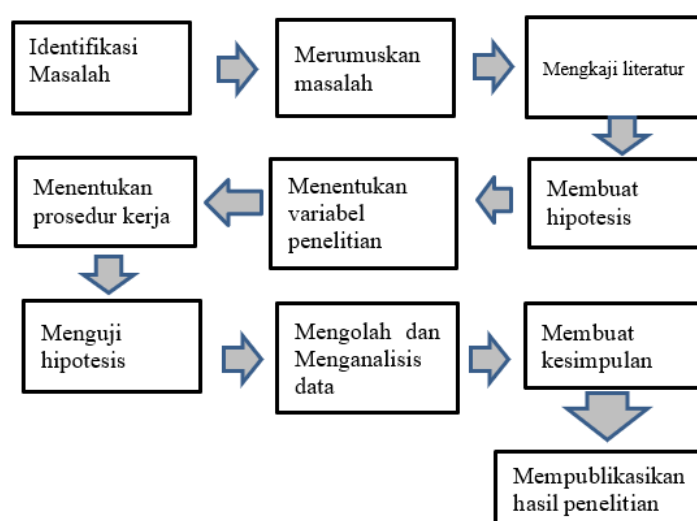 Identifikasi
Masalah
Merumuskan
masalah
Mengkaji literatur
Membuat
hipotesis
Menentukan
variabel
penelitian
Menentukan
prosedur kerja
Menguji
hipotesis
Mengolah dan
Menganalisis
data
Membuat
kesimpulan
Mempublikasikan
hasil penelitian